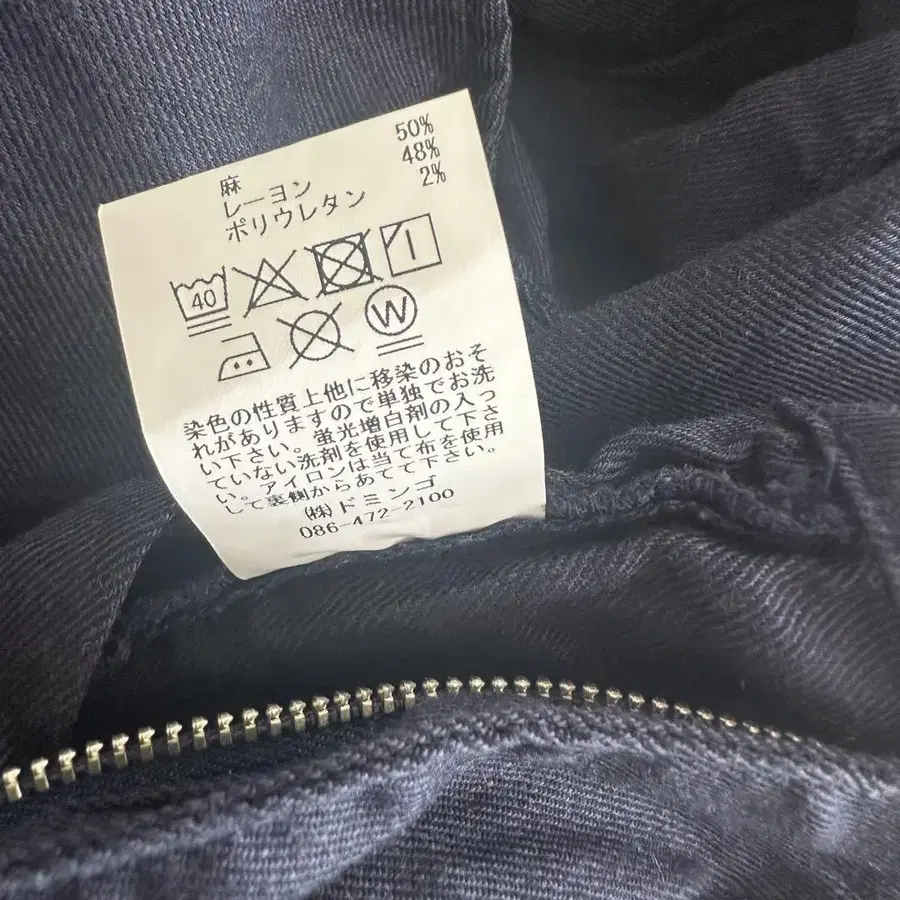 麻 50%
レーヨン 48%
ポリウレタン 2%
40
W
染色の性質上他に移染のおそ
れがありますので単独でお洗
い下さい。蛍光増白剤の入っ
ていない洗剤を使用して下さ
い。アイロンは当て布を使用
して裏側からあてて下さい。
(株)ドミンゴ
086-472-2100